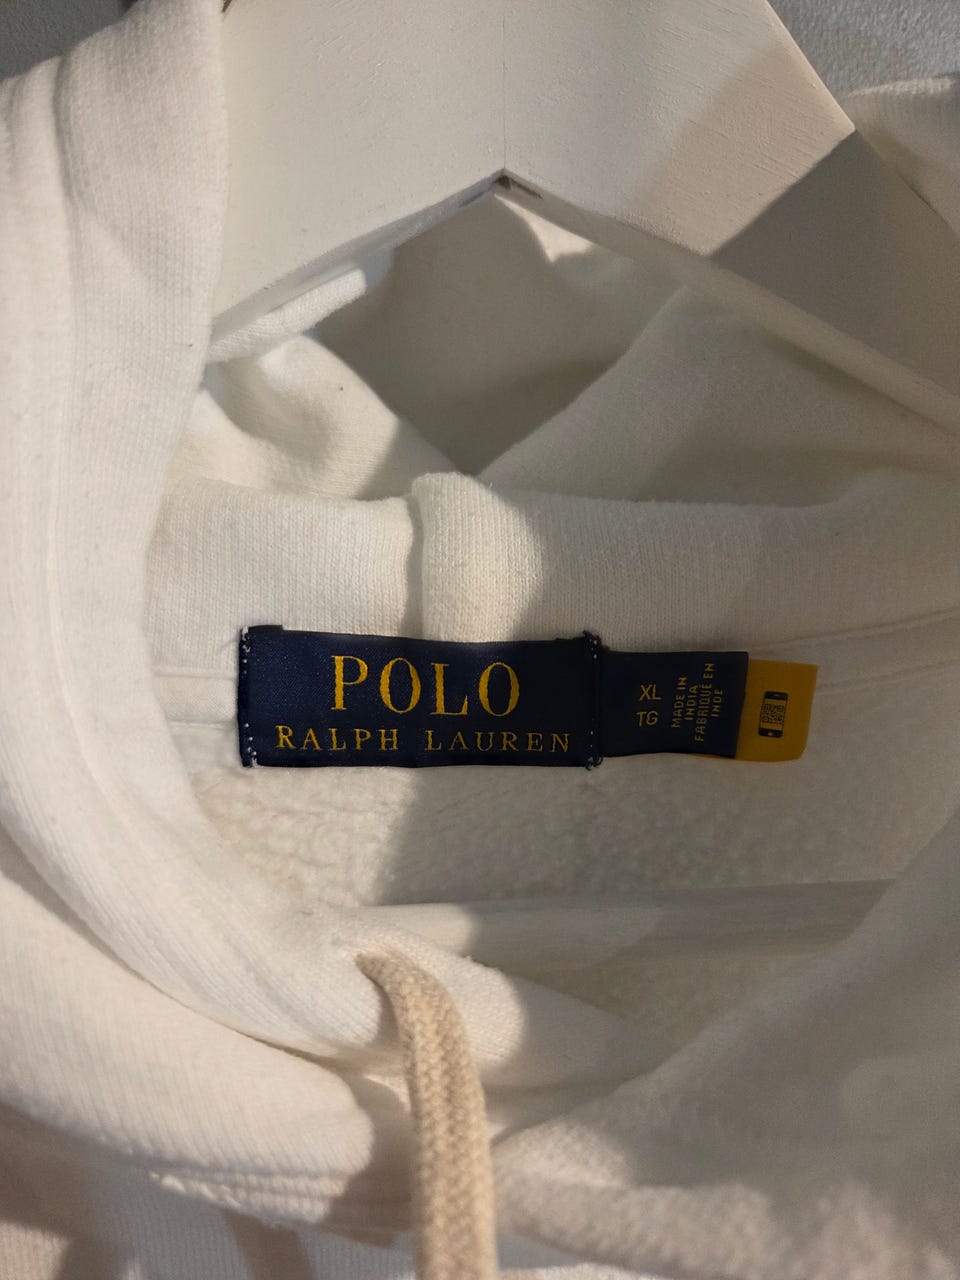 POLO
RALPH LAUREN
XL
TG
MADE IN
INDIA
FABRIQUÉ EN
INDE